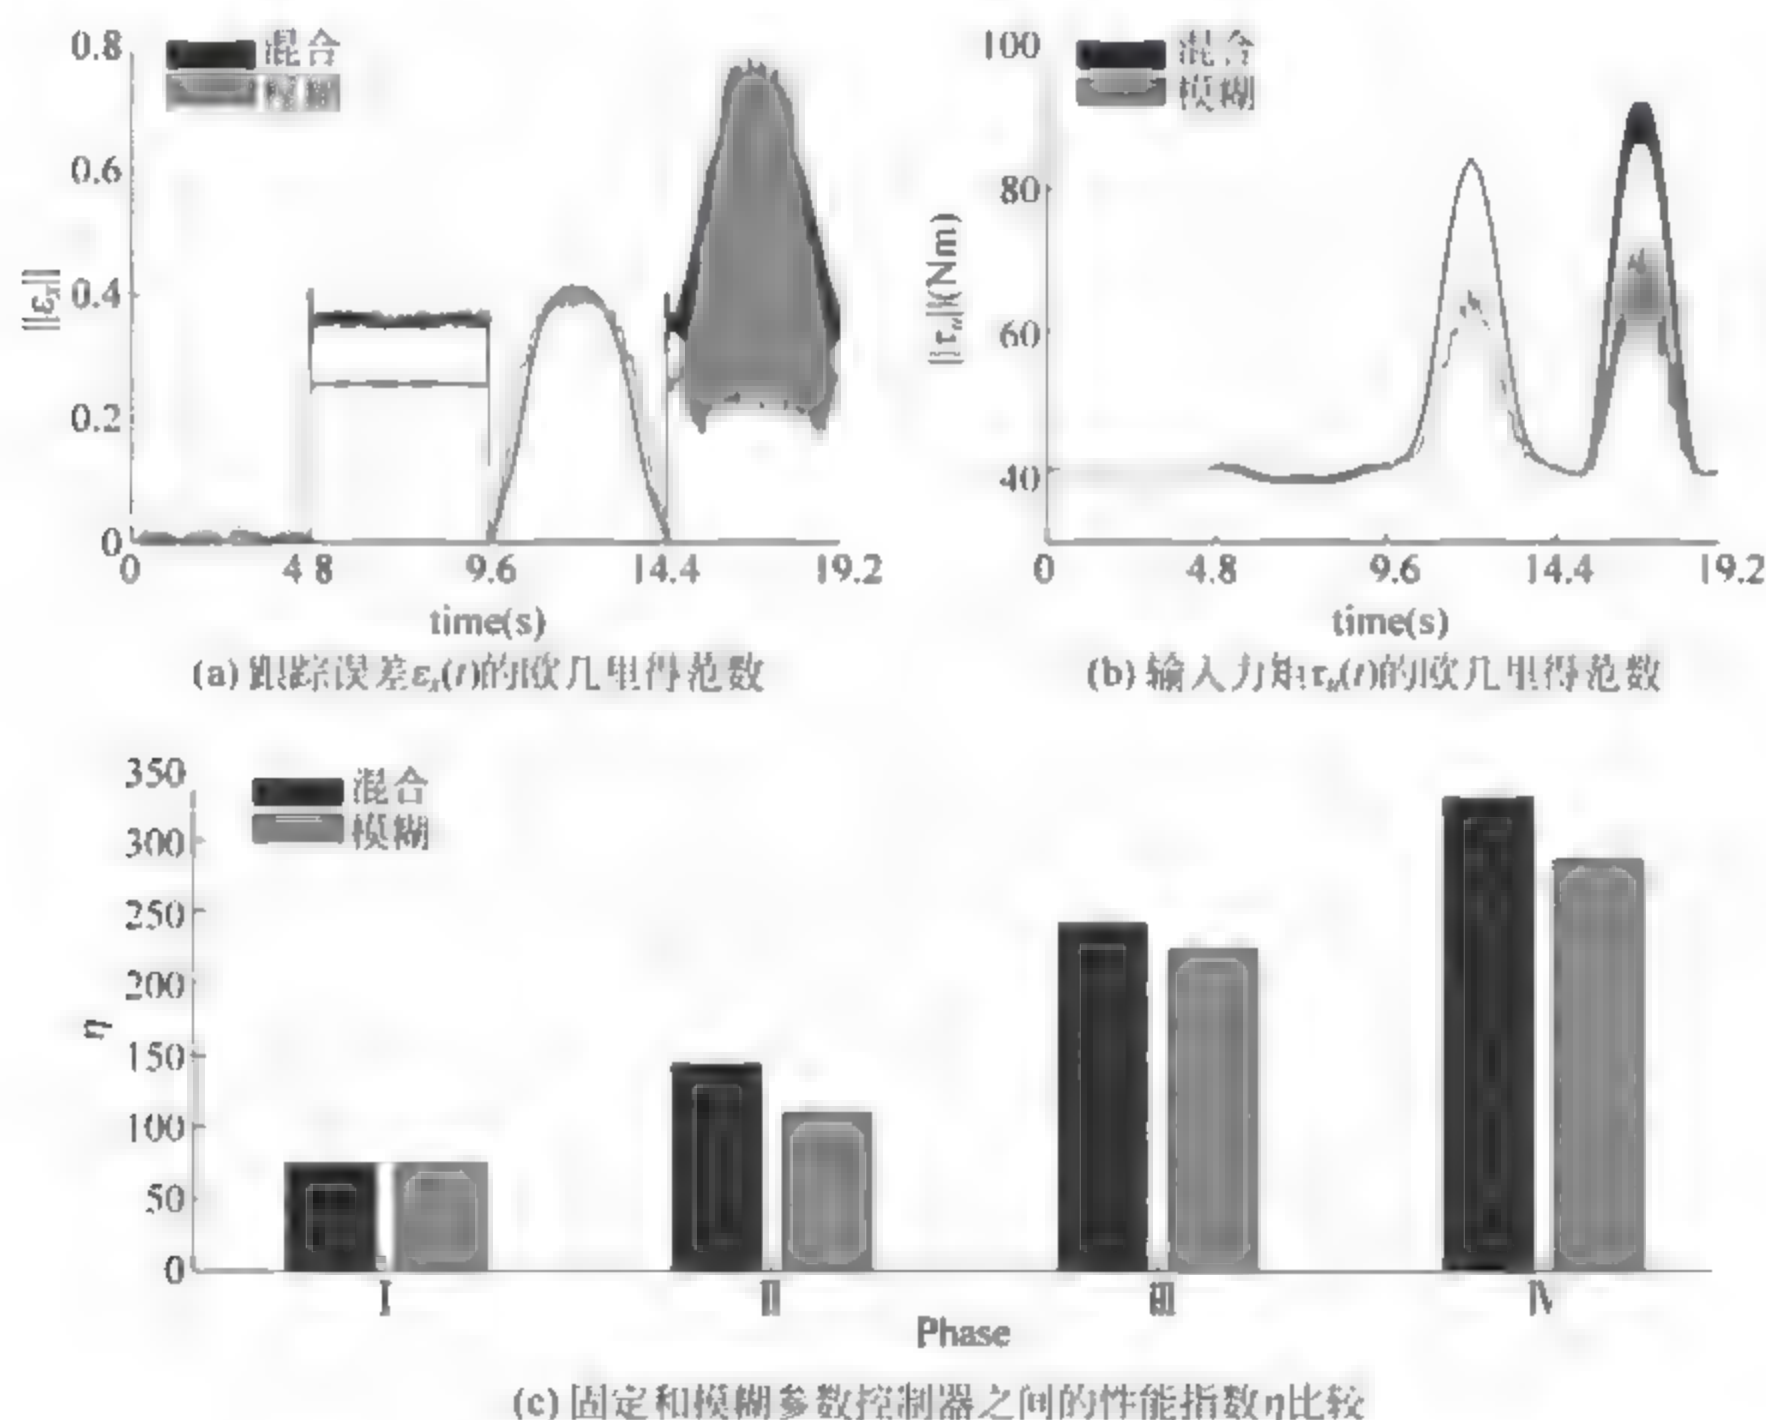 0.8
混合
0.6
0.4
0.2
0
||εx||
0 4.8 9.6 14.4 19.2
time(s)
(a) 跟踪误差εx(t)的欧几里得范数
100
混合
模糊
80
60
40
||τu||(Nm)
0 4.8 9.6 14.4 19.2
time(s)
(b) 输入力矩τu(t)的欧几里得范数
350
混合
模糊
300
250
200
150
100
50
0
η
I II III IV
Phase
(c) 固定和模糊参数控制器之间的性能指数η比较